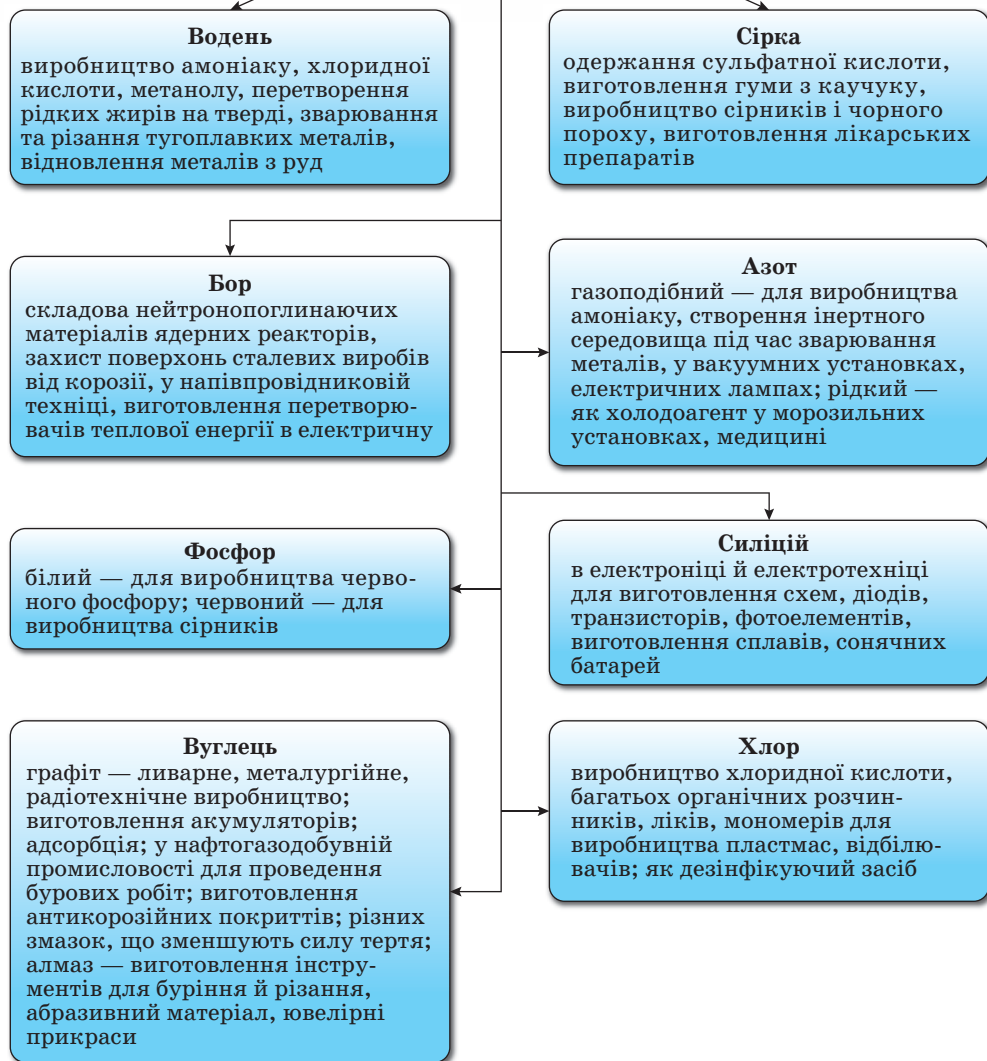 Водень
виробництво амоніаку, хлоридної
кислоти, метанолу, перетворення
рідких жирів на тверді, зварювання
та різання тугоплавких металів,
відновлення металів з руд
Сірка
одержання сульфатної кислоти,
виготовлення гуми з каучуку,
виробництво сірників і чорного
пороху, виготовлення лікарських
препаратів
Бор
складова нейтронопоглинаючих
матеріалів ядерних реакторів,
захист поверхонь сталевих виробів
від корозії, у напівпровідниковій
техніці, виготовлення перетворю-
вачів теплової енергії в електричну
Азот
газоподібний — для виробництва
амоніаку, створення інертного
середовища під час зварювання
металів, у вакуумних установках,
електричних лампах; рідкий —
як холодоагент у морозильних
установках, медицині
Фосфор
білий — для виробництва черво-
ного фосфору; червоний — для
виробництва сірників
Силіцій
в електроніці й електротехніці
для виготовлення схем, діодів,
транзисторів, фотоелементів,
виготовлення сплавів, сонячних
батарей
Вуглець
графіт — ливарне, металургійне,
радіотехнічне виробництво;
виготовлення акумуляторів;
адсорбція; у нафтогазодобувній
промисловості для проведення
бурових робіт; виготовлення
антикорозійних покриттів; різних
змазок, що зменшують силу тертя;
алмаз — виготовлення інстру-
ментів для буріння й різання,
абразивний матеріал, ювелірні
прикраси
Хлор
виробництво хлоридної кислоти,
багатьох органічних розчин-
ників, ліків, мономерів для
виробництва пластмас, відбілю-
вачів; як дезінфікуючий засіб